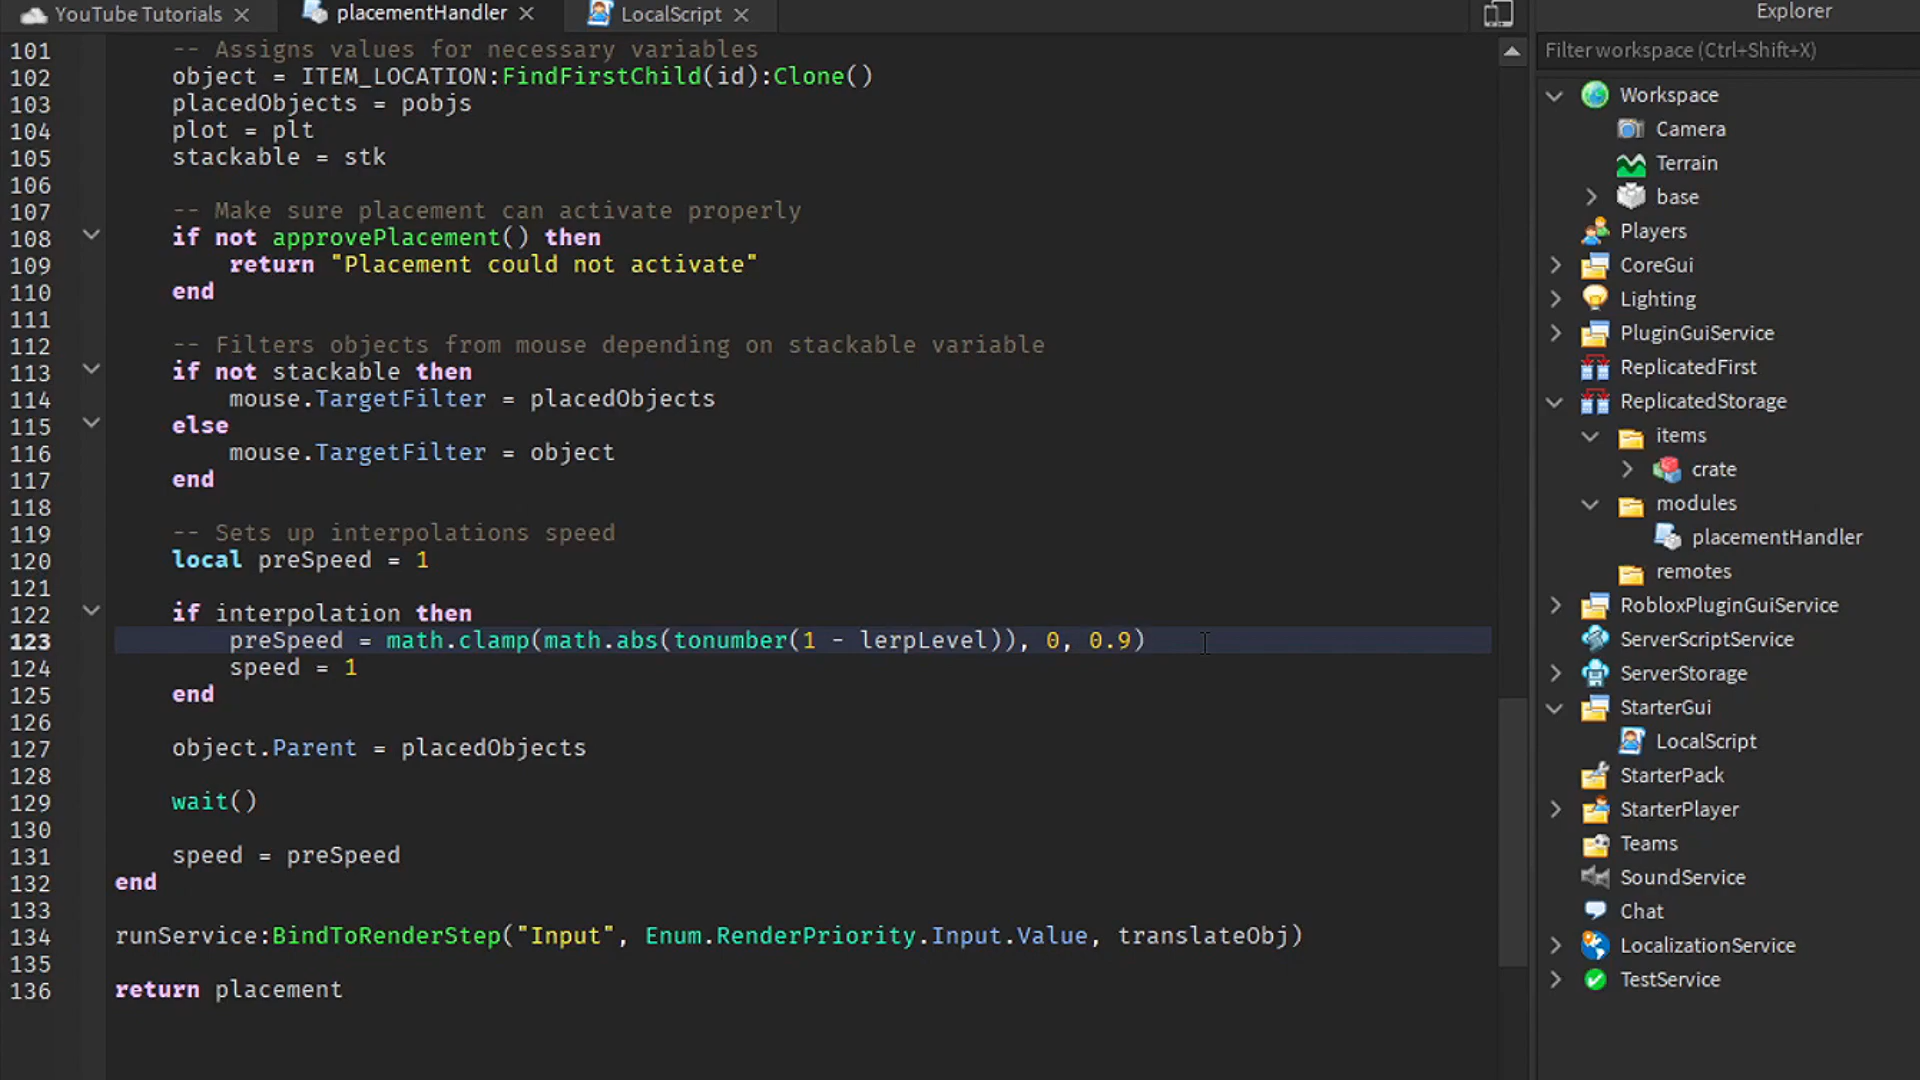 YouTube Tutorials
placementHandler
LocalScript
101 -- Assigns values for necessary variables
102 object = ITEM_LOCATION:FindFirstChild(id):Clone()
103 placedObjects = pobjs
104 plot = plt
105 stackable = stk
106
107 -- Make sure placement can activate properly
108 if not approvePlacement() then
109 return "Placement could not activate"
110 end
111
112 -- Filters objects from mouse depending on stackable variable
113 if not stackable then
114 mouse.TargetFilter = placedObjects
115 else
116 mouse.TargetFilter = object
117 end
118
119 -- Sets up interpolations speed
120 local preSpeed = 1
121
122 if interpolation then
123 preSpeed = math.clamp(math.abs(tonumber(1 - lerpLevel)), 0, 0.9)
124 speed = 1
125 end
126
127 object.Parent = placedObjects
128
129 wait()
130
131 speed = preSpeed
132 end
133
134 runService:BindToRenderStep("Input", Enum.RenderPriority.Input.Value, translateObj)
135
136 return placement
Explorer
Filter workspace (Ctrl+Shift+X)
Workspace
Camera
Terrain
base
Players
CoreGui
Lighting
PluginGuiService
ReplicatedFirst
ReplicatedStorage
items
crate
modules
placementHandler
remotes
RobloxPluginGuiService
ServerScriptService
ServerStorage
StarterGui
LocalScript
StarterPack
StarterPlayer
Teams
SoundService
Chat
LocalizationService
TestService